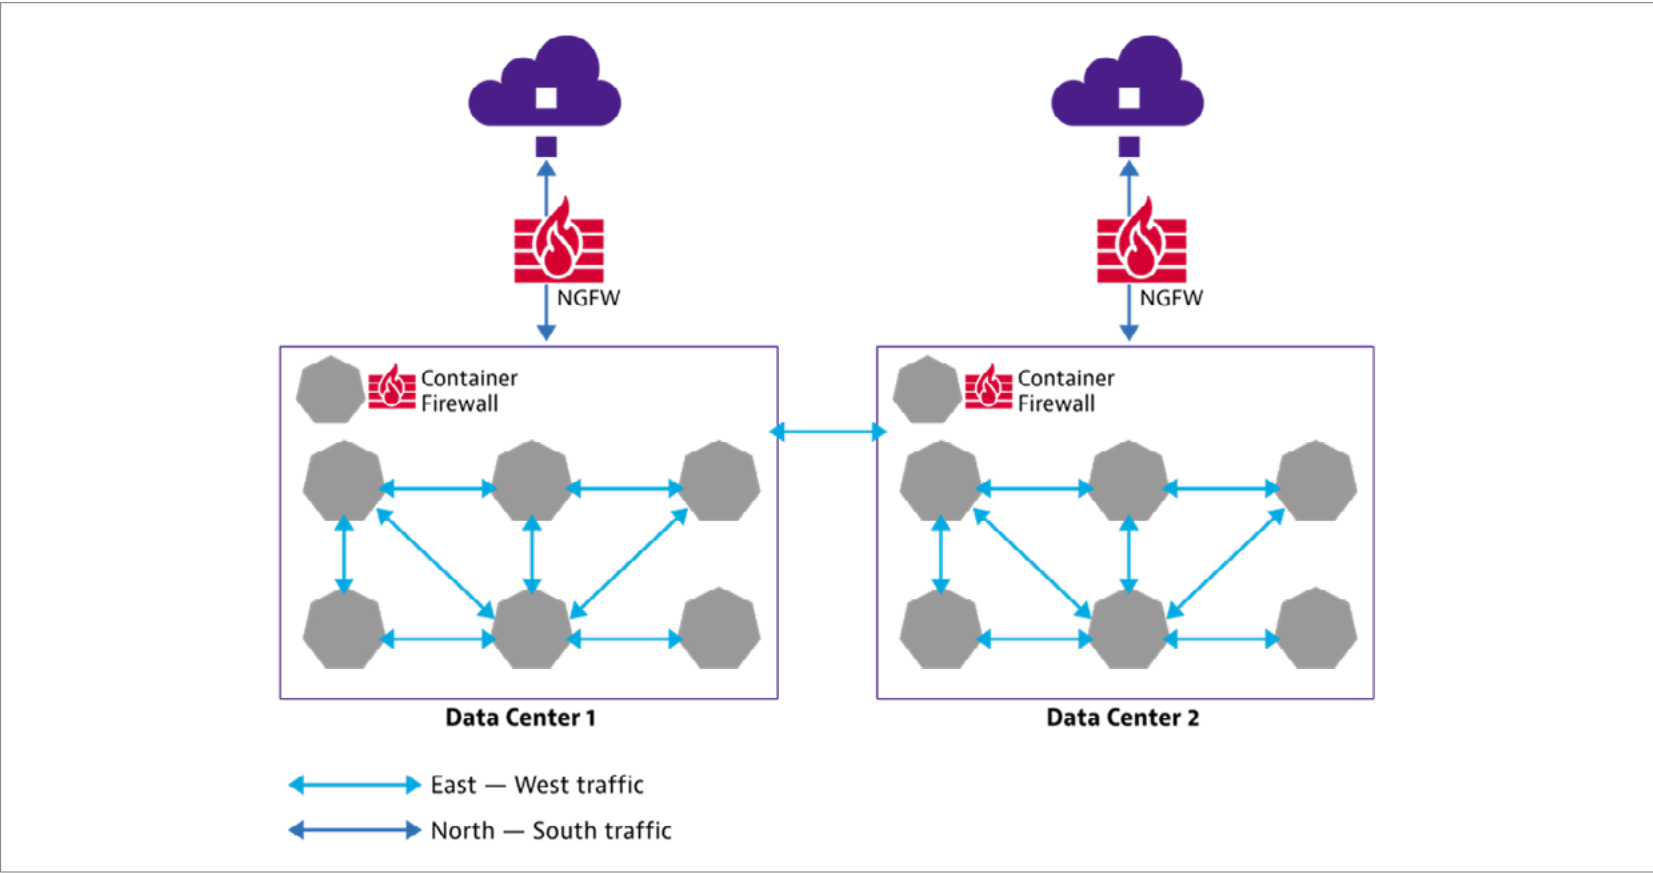 NGFW
NGFW
Container
Firewall
Container
Firewall
Data Center 1
Data Center 2
East — West traffic
North — South traffic